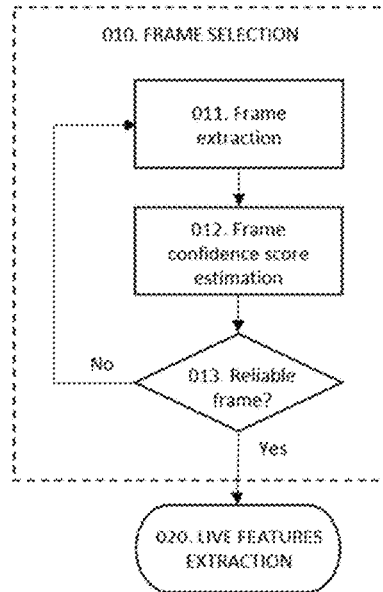 010. FRAME SELECTION
011. Frame
extraction
012. Frame
confidence score
estimation
No
013. Reliable
frame?
Yes
020. LIVE FEATURES
EXTRACTION